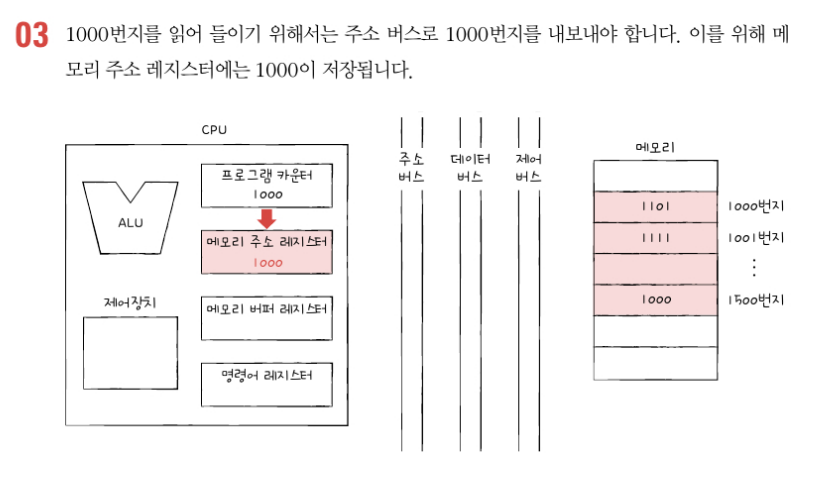 03 1000번지를 읽어 들이기 위해서는 주소 버스로 1000번지를 내보내야 합니다. 이를 위해 메
모리 주소 레지스터에는 1000이 저장됩니다.
CPU
프로그램 카운터
1000
ALU
메모리 주소 레지스터
1000
제어장치
메모리 버퍼 레지스터
명령어 레지스터
주소
버스
데이터
버스
제어
버스
메모리
1101 1000번지
1111 1001번지
⋮
1000 1500번지